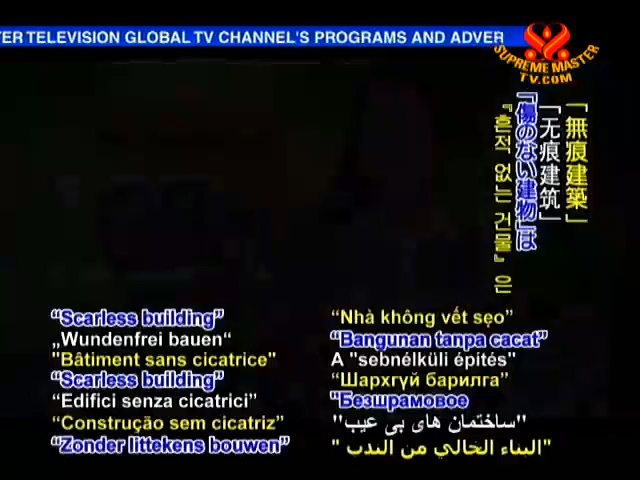 YER TELEVISION GLOBAL TV CHANNEL'S PROGRAMS AND ADVER
SUPREME MASTER
TV.COM
「無痕建築」
「无痕建筑」
「傷のない建物」は
『흔적 없는 건물』은
“Scarless building”
„Wundenfrei bauen“
"Bâtiment sans cicatrice"
“Scarless building”
“Edifici senza cicatrici”
“Construção sem cicatriz”
“Zonder littekens bouwen”
“Nhà không vết sẹo”
“Bangunan tanpa cacat”
A "sebnélküli épités"
“Шархгүй барилга”
"Безшрамовое
“ساختمان های بی عیب”
"البناء الخالي من الندب"